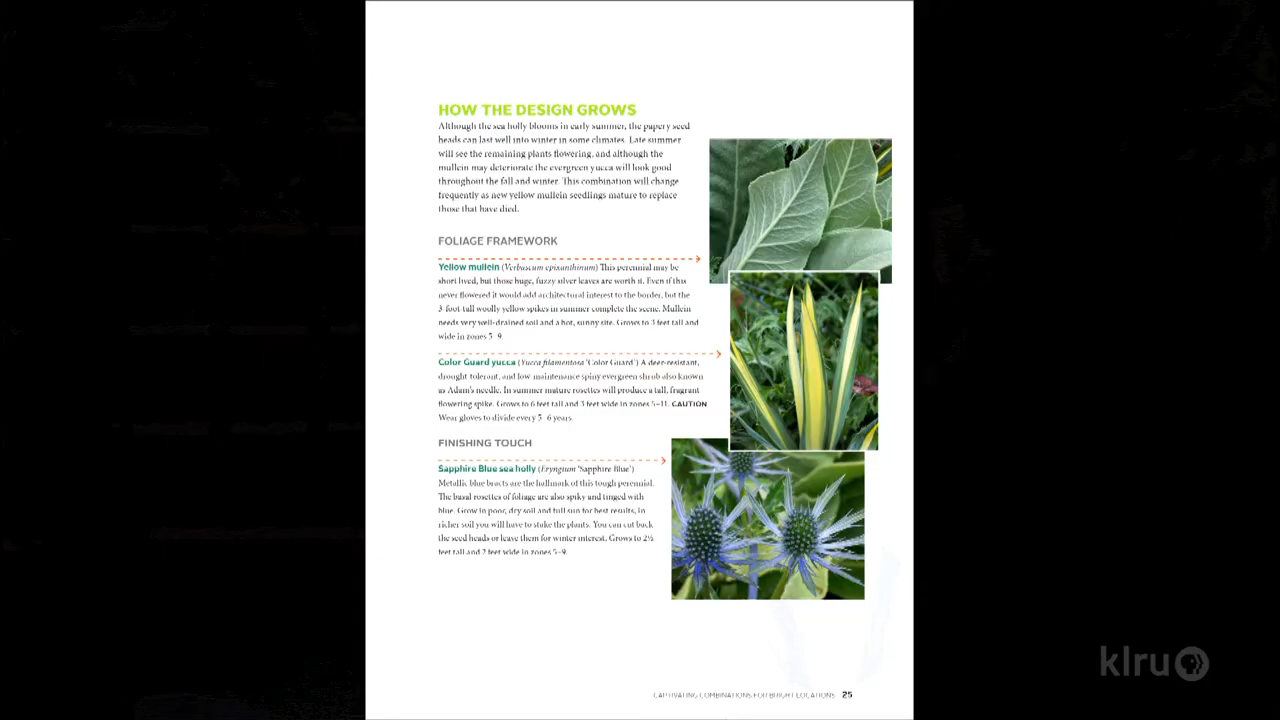 HOW THE DESIGN GROWS
Although the sea holly blooms in early summer, the papery seed
heads can last well into winter in some climates. Late summer
will see the remaining plants flowering, and although the
mullein may deteriorate the evergreen yucca will look good
throughout the fall and winter. This combination will change
frequently as new yellow mullein seedlings mature to replace
those that have died.
FOLIAGE FRAMEWORK
Yellow mullein (Verbascum epixanthinum) This perennial may be
short lived, but those huge, fuzzy silver leaves are worth it. Even if this
never flowered it would add architectural interest to the border, but the
3-foot-tall woolly yellow spikes in summer complete the scene. Mullein
needs very well-drained soil and a hot, sunny site. Grows to 3 feet tall and
wide in zones 5–9.
Color Guard yucca (Yucca filamentosa 'Color Guard') A deer-resistant,
drought-tolerant, and low-maintenance spiny evergreen shrub also known
as Adam's needle. In summer mature rosettes will produce a tall, fragrant
flowering spike. Grows to 6 feet tall and 3 feet wide in zones 5–11. CAUTION
Wear gloves to divide every 5–6 years.
FINISHING TOUCH
Sapphire Blue sea holly (Eryngium 'Sapphire Blue')
Metallic blue bracts are the hallmark of this tough perennial.
The basal rosettes of foliage are also spiky and tinged with
blue. Grow in poor, dry soil and full sun for best results, in
richer soil you will have to stake the plants. You can cut back
the seed heads or leave them for winter interest. Grows to 2½
feet tall and 2 feet wide in zones 5–9.
CAPTIVATING COMBINATIONS FOR BRIGHT LOCATIONS 25
klru